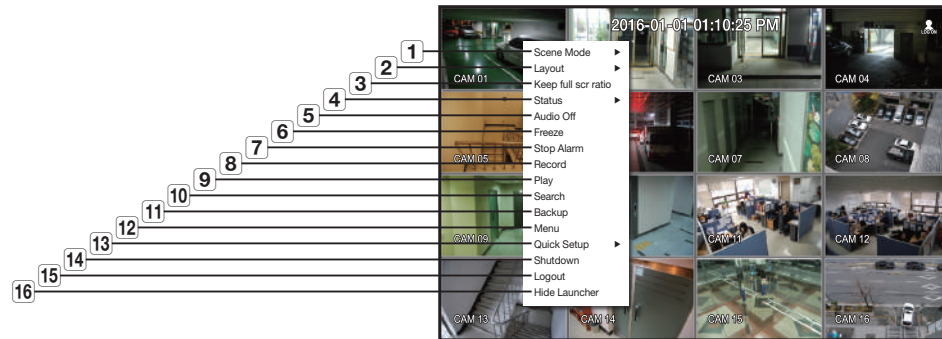 2016-01-01 01:10:25 PM
LOG ON
1 Scene Mode
2 Layout
3 Keep full scr ratio
4 Status
5 Audio Off
6 Freeze
7 Stop Alarm
8 Record
9 Play
10 Search
11 Backup
12 Menu
13 Quick Setup
14 Shutdown
15 Logout
16 Hide Launcher
CAM 01
CAM 03
CAM 04
CAM 05
CAM 07
CAM 08
CAM 09
CAM 11
CAM 12
CAM 13
CAM 14
CAM 15
CAM 16